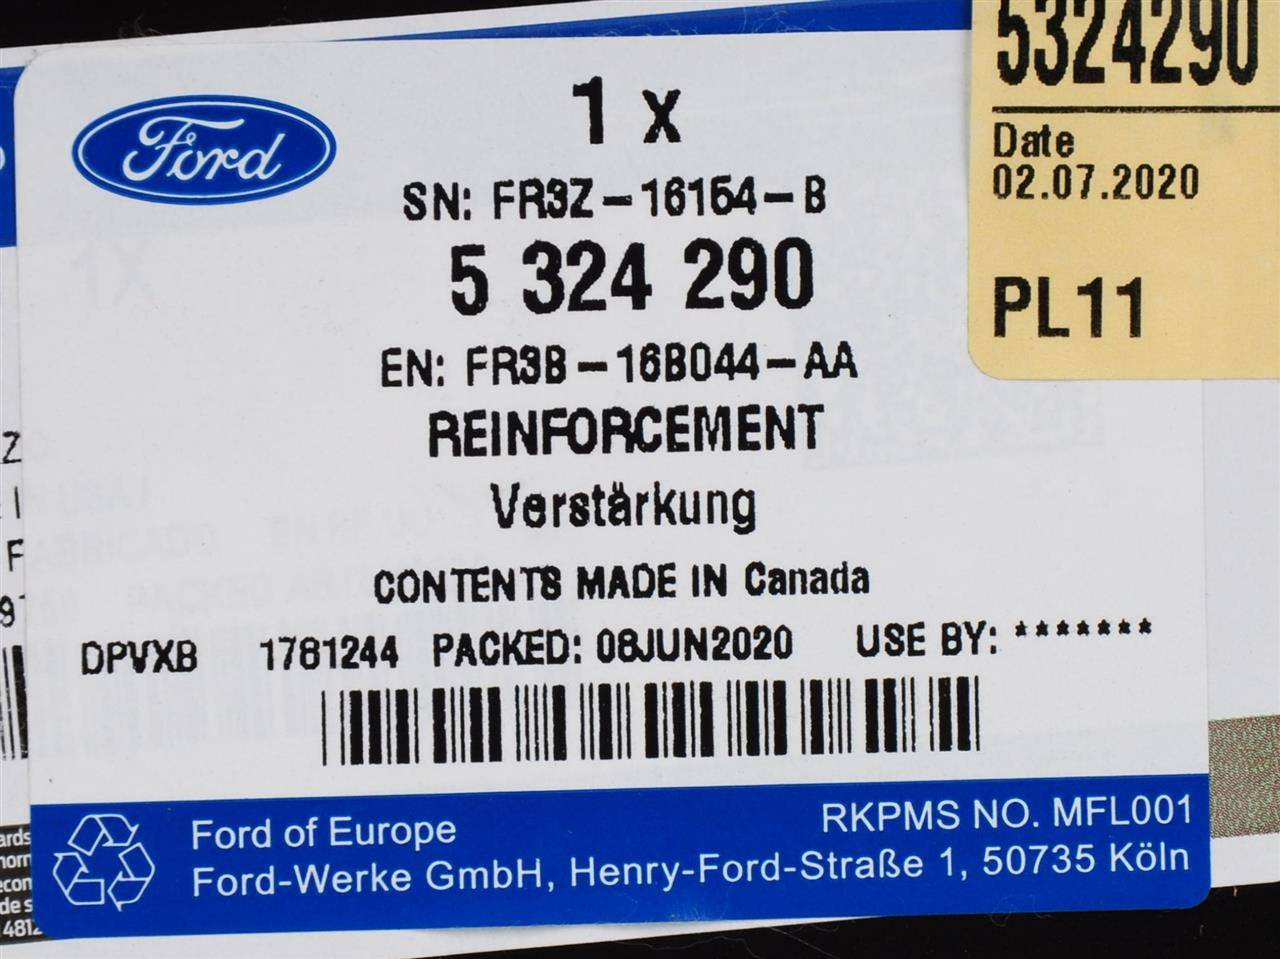 Ford
1 x
SN: FR3Z-16154-B
5 324 290
EN: FR3B-16B044-AA
REINFORCEMENT
Verstärkung
CONTENTS MADE IN Canada
DPVXB 1781244 PACKED: 08JUN2020 USE BY: *******
Ford of Europe
RKPMS NO. MFL001
Ford-Werke GmbH, Henry-Ford-Straße 1, 50735 Köln
5324290
Date
02.07.2020
PL11